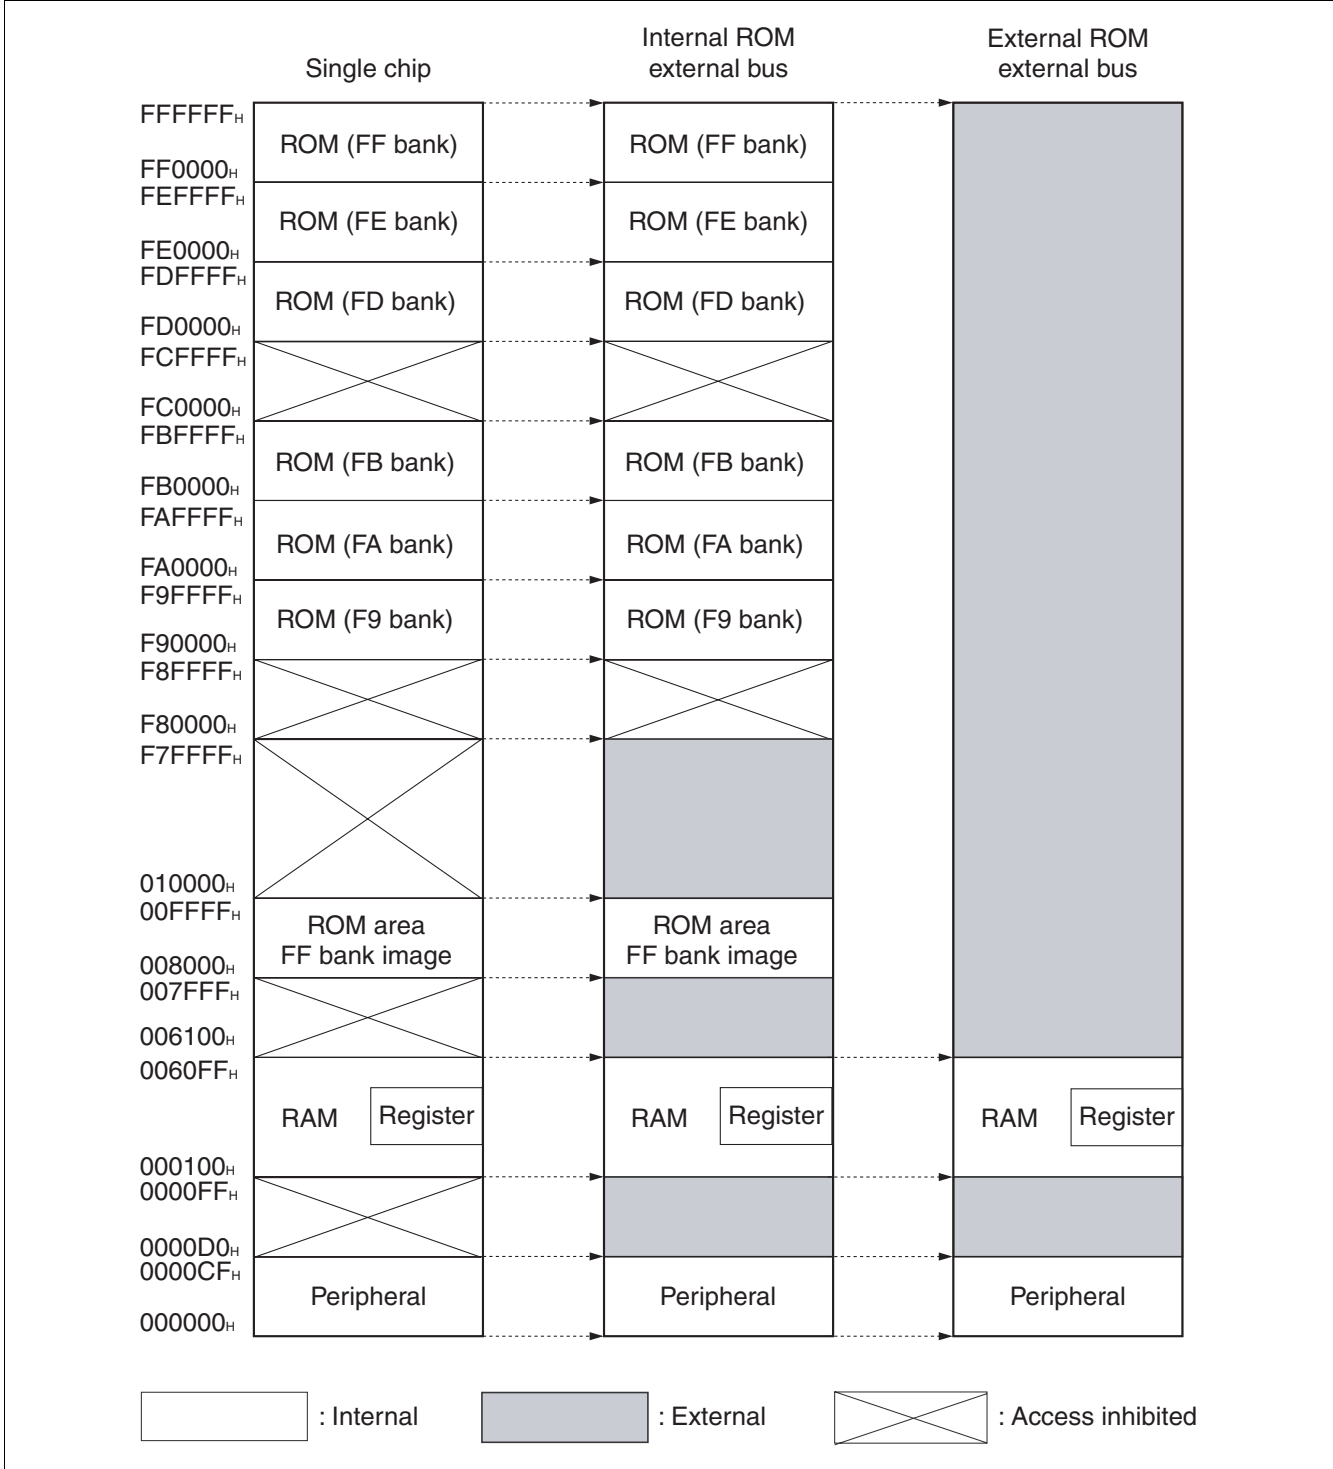 Single chip
Internal ROM
external bus
External ROM
external bus
FFFFFFH
ROM (FF bank)
ROM (FF bank)
FF0000H
FEFFFFH
ROM (FE bank)
ROM (FE bank)
FE0000H
FDFFFFH
ROM (FD bank)
ROM (FD bank)
FD0000H
FCFFFFH
FC0000H
FBFFFFH
ROM (FB bank)
ROM (FB bank)
FB0000H
FAFFFFH
ROM (FA bank)
ROM (FA bank)
FA0000H
F9FFFFH
ROM (F9 bank)
ROM (F9 bank)
F90000H
F8FFFFH
F80000H
F7FFFFH
010000H
00FFFFH
ROM area
FF bank image
ROM area
FF bank image
008000H
007FFFH
006100H
0060FFH
RAM
Register
RAM
Register
RAM
Register
000100H
0000FFH
0000D0H
0000CFH
Peripheral
Peripheral
Peripheral
000000H
: Internal
: External
: Access inhibited